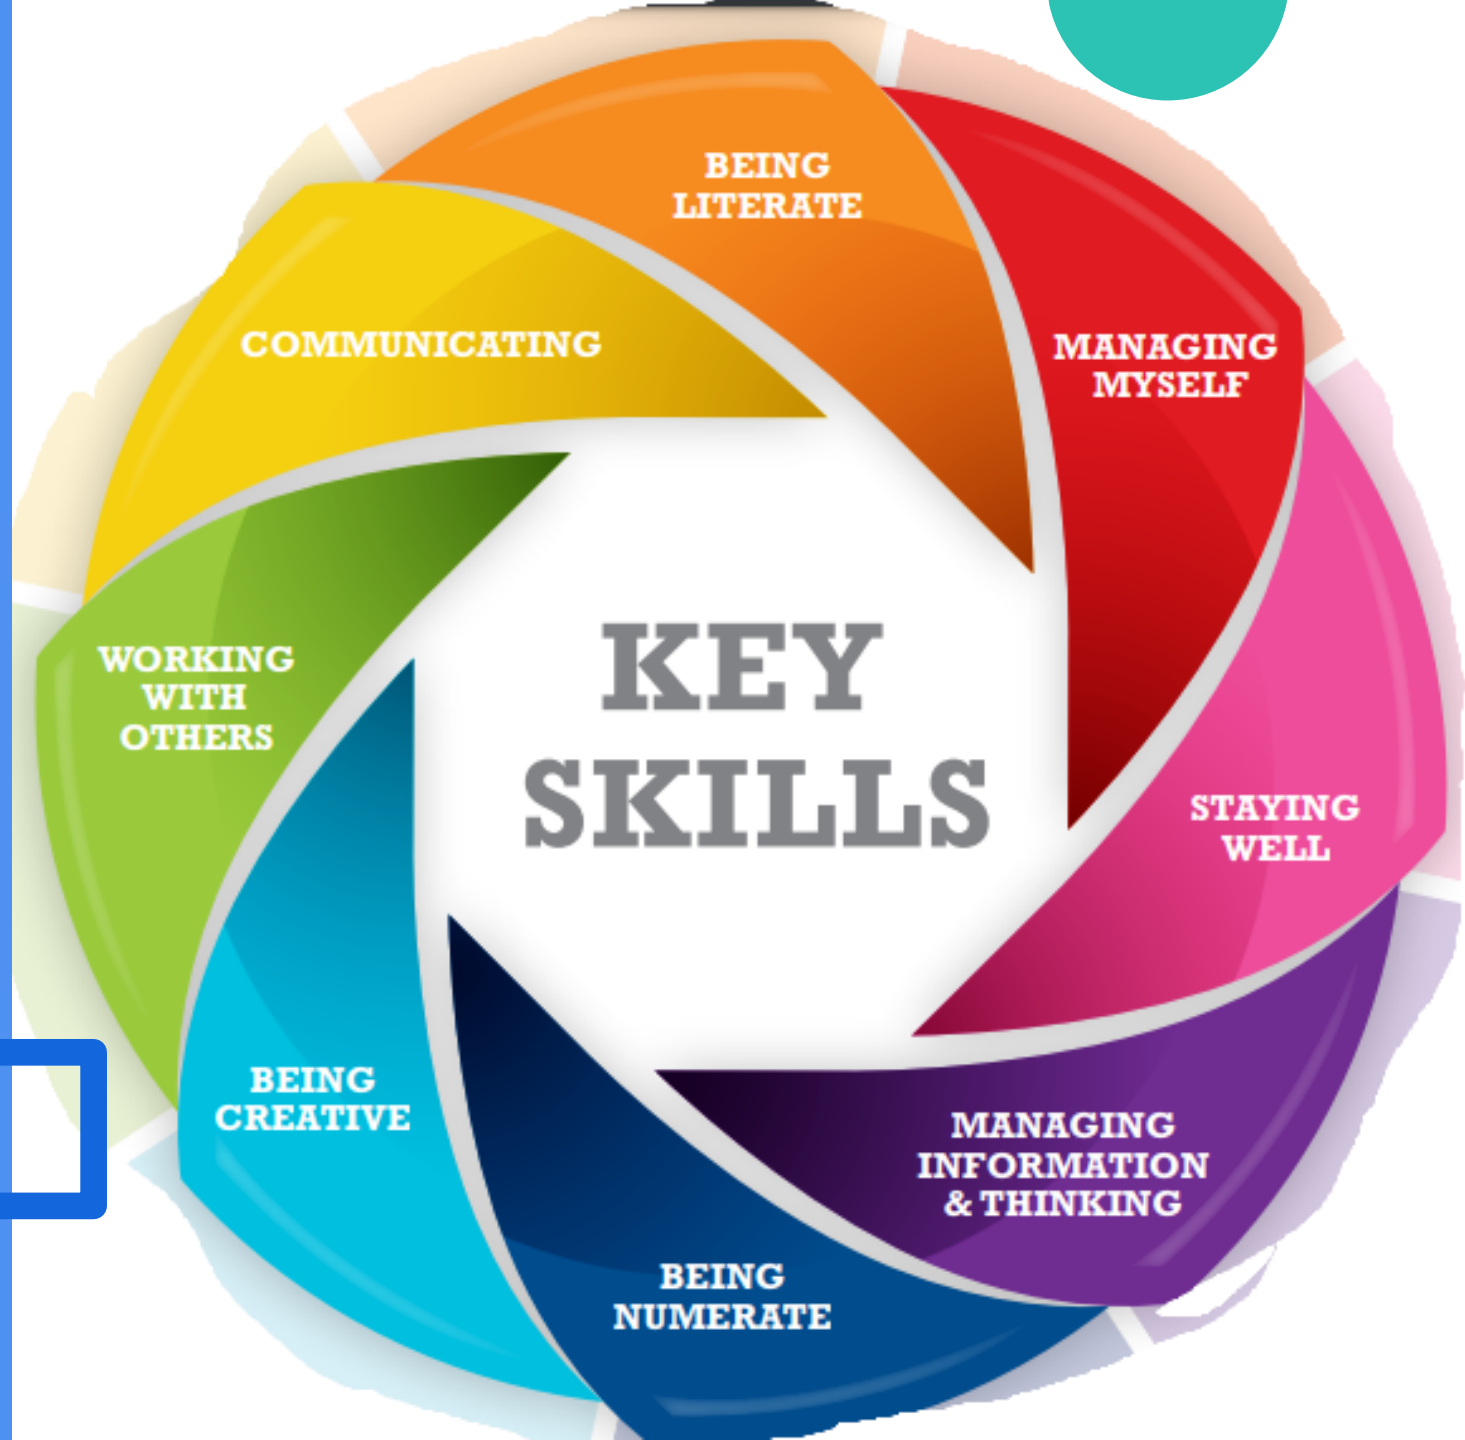 BEING
LITERATE
MANAGING
MYSELF
STAYING
WELL
MANAGING
INFORMATION
& THINKING
BEING
NUMERATE
BEING
CREATIVE
WORKING
WITH
OTHERS
COMMUNICATING
KEY
SKILLS